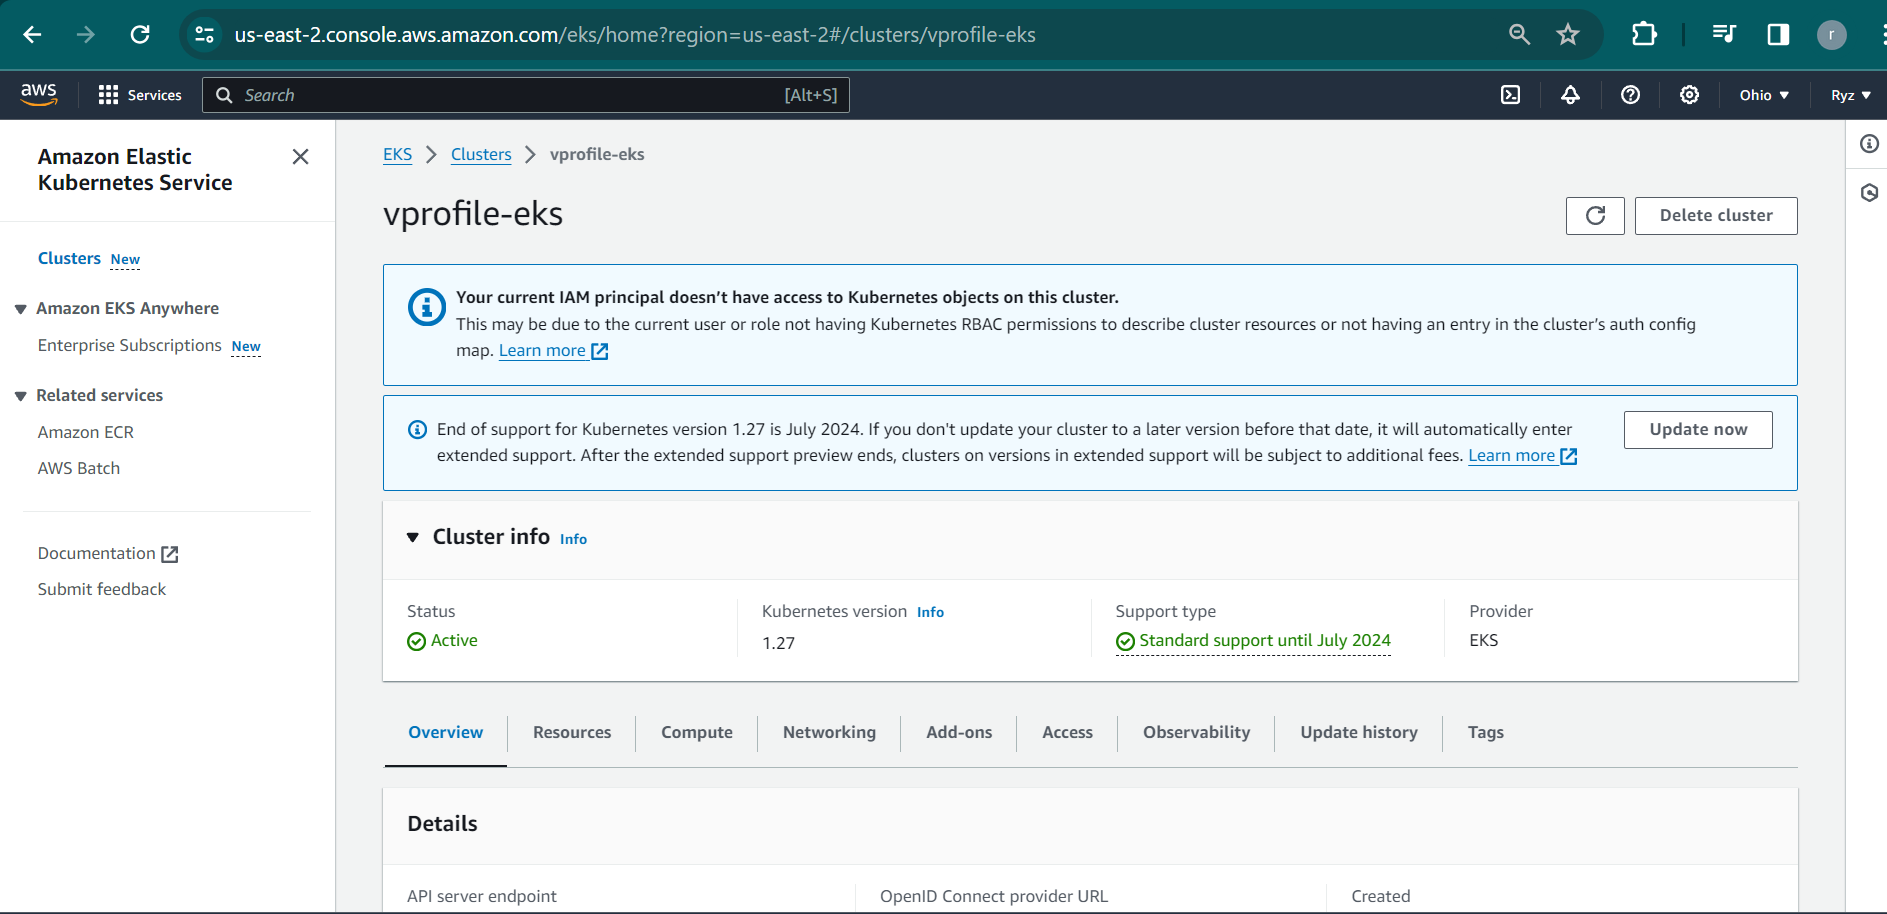 us-east-2.console.aws.amazon.com/eks/home?region=us-east-2#/clusters/vprofile-eks
r
aws
Services
Search
[Alt+S]
Ohio
Ryz
Amazon Elastic
Kubernetes Service
Clusters New
Amazon EKS Anywhere
Enterprise Subscriptions New
Related services
Amazon ECR
AWS Batch
Documentation
Submit feedback
EKS
Clusters
vprofile-eks
vprofile-eks
Delete cluster
Your current IAM principal doesn’t have access to Kubernetes objects on this cluster.
This may be due to the current user or role not having Kubernetes RBAC permissions to describe cluster resources or not having an entry in the cluster’s auth config
map. Learn more
End of support for Kubernetes version 1.27 is July 2024. If you don't update your cluster to a later version before that date, it will automatically enter
extended support. After the extended support preview ends, clusters on versions in extended support will be subject to additional fees. Learn more
Update now
Cluster info Info
Status
Active
Kubernetes version Info
1.27
Support type
Standard support until July 2024
Provider
EKS
Overview
Resources
Compute
Networking
Add-ons
Access
Observability
Update history
Tags
Details
API server endpoint
OpenID Connect provider URL
Created